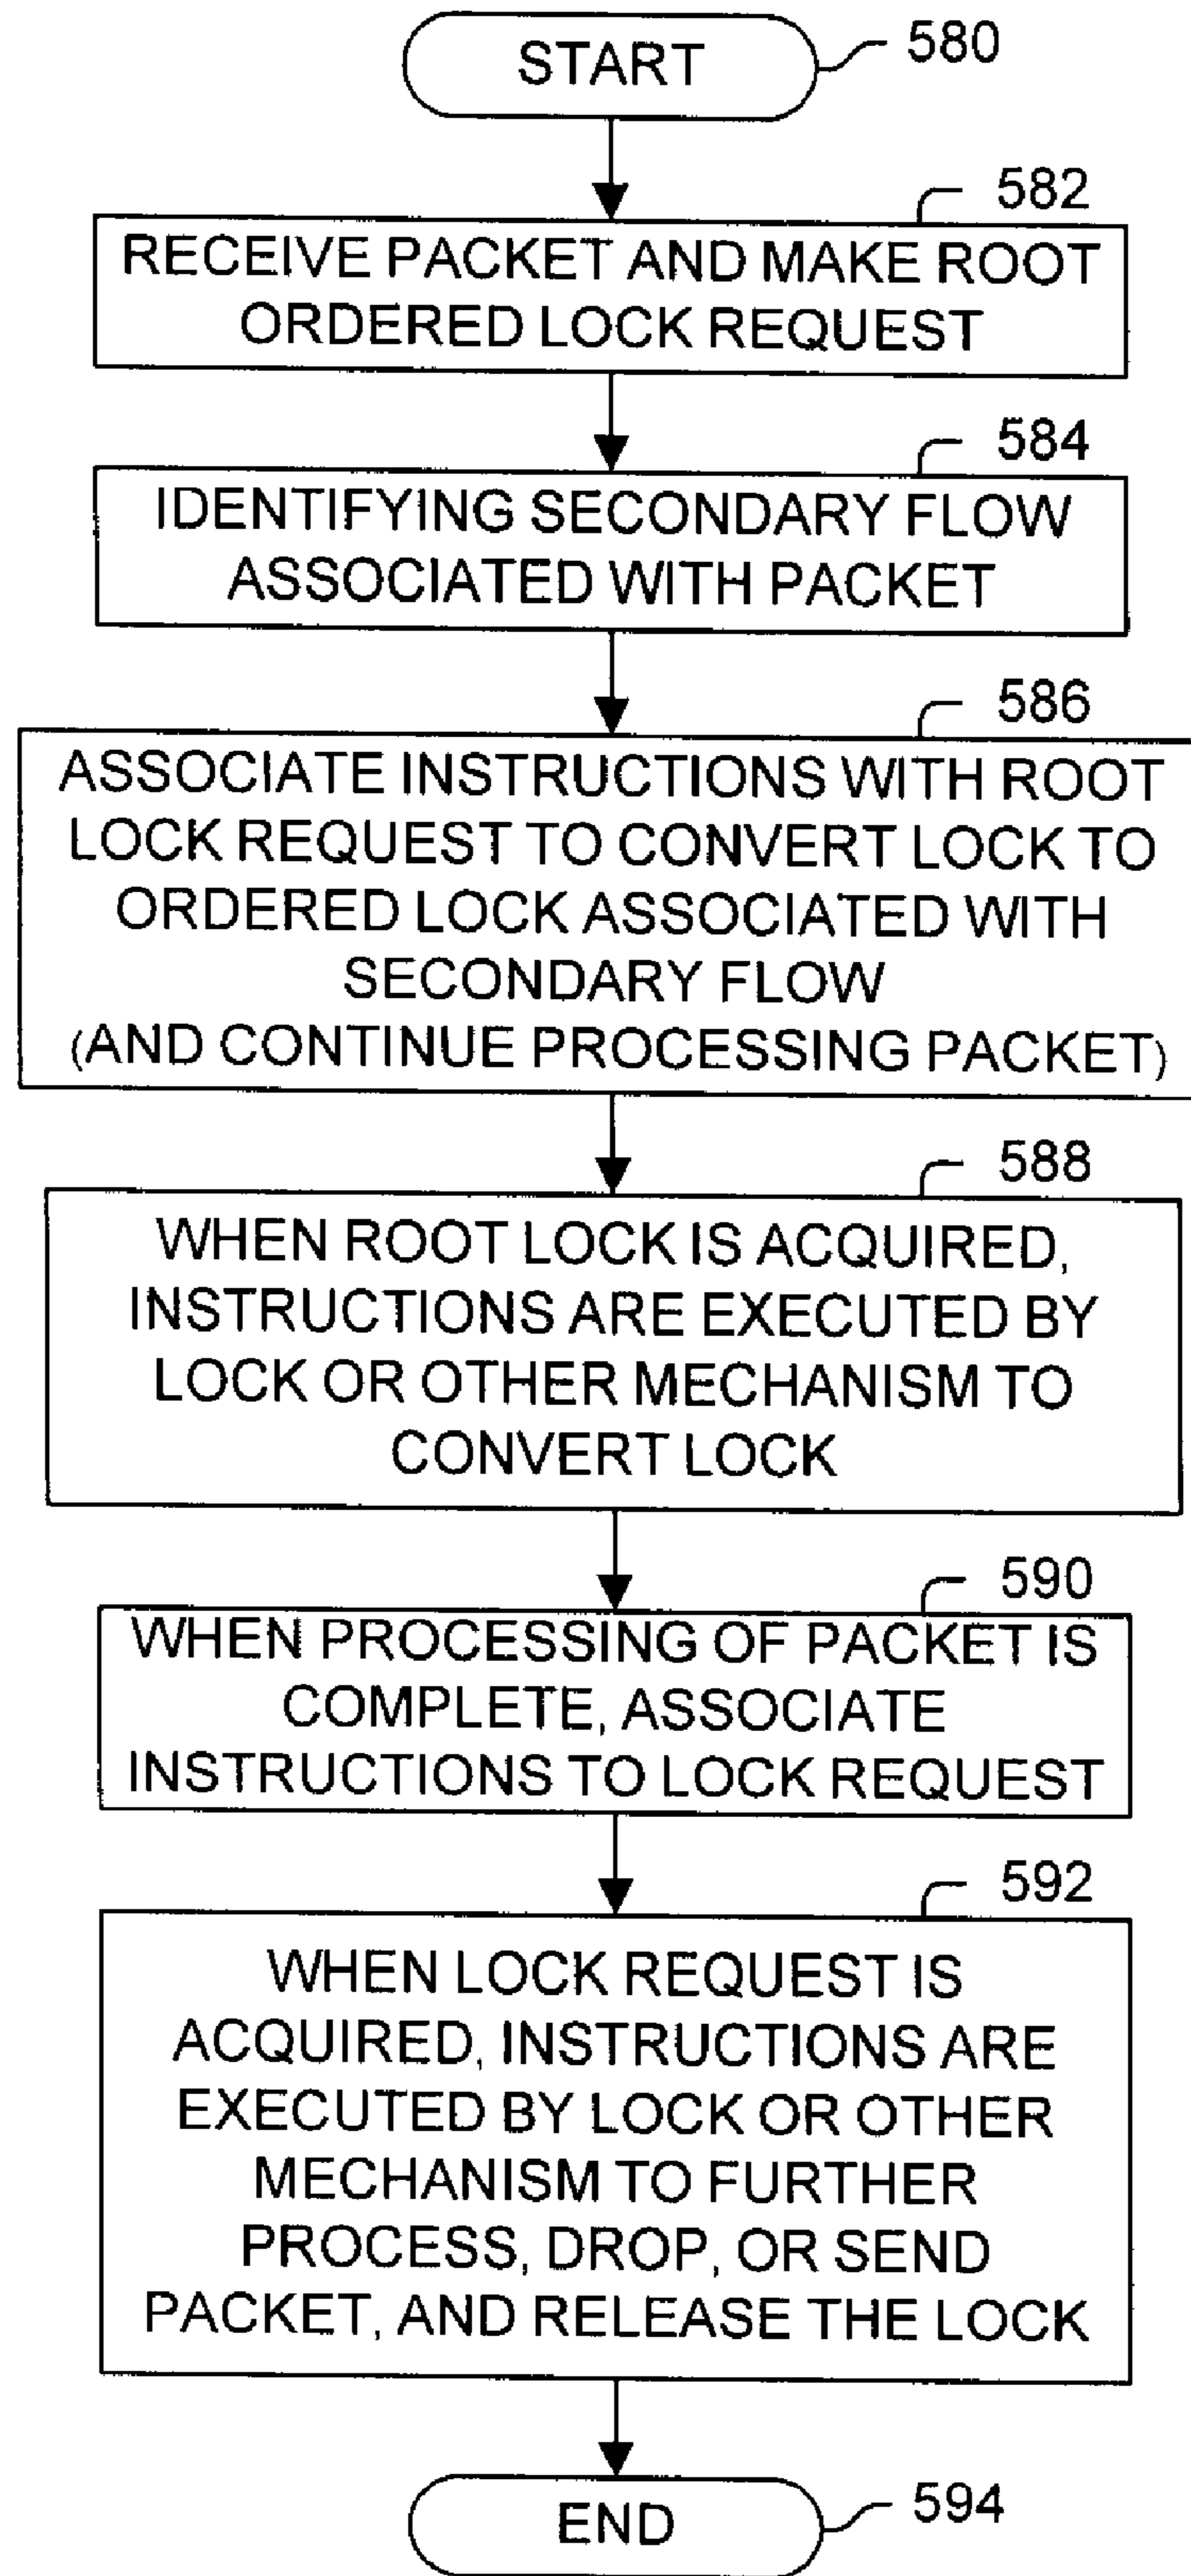 START
580
582
RECEIVE PACKET AND MAKE ROOT
ORDERED LOCK REQUEST
584
IDENTIFYING SECONDARY FLOW
ASSOCIATED WITH PACKET
586
ASSOCIATE INSTRUCTIONS WITH ROOT
LOCK REQUEST TO CONVERT LOCK TO
ORDERED LOCK ASSOCIATED WITH
SECONDARY FLOW
(AND CONTINUE PROCESSING PACKET)
588
WHEN ROOT LOCK IS ACQUIRED,
INSTRUCTIONS ARE EXECUTED BY
LOCK OR OTHER MECHANISM TO
CONVERT LOCK
590
WHEN PROCESSING OF PACKET IS
COMPLETE, ASSOCIATE
INSTRUCTIONS TO LOCK REQUEST
592
WHEN LOCK REQUEST IS
ACQUIRED, INSTRUCTIONS ARE
EXECUTED BY LOCK OR OTHER
MECHANISM TO FURTHER
PROCESS, DROP, OR SEND
PACKET, AND RELEASE THE LOCK
END
594